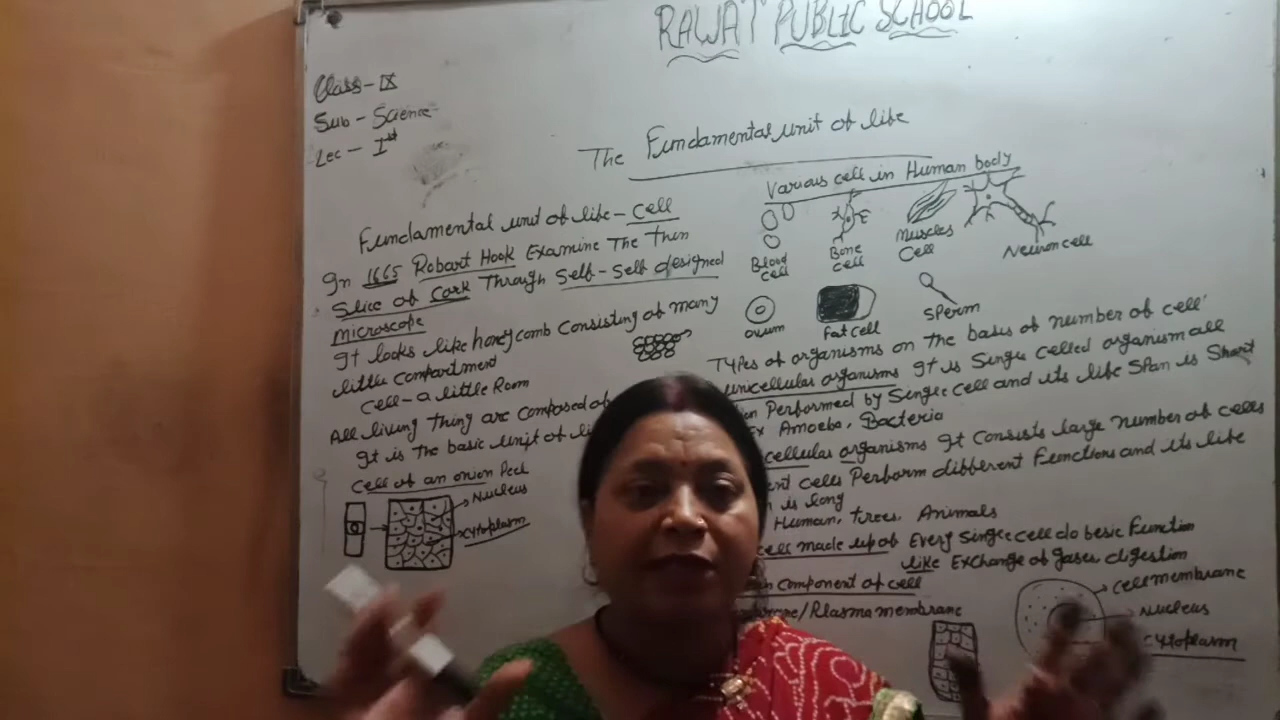 RAWAT PUBLIC SCHOOL
Class - IX
Sub - Science
Lec - Ist
The Fundamental unit of life
Fundamental unit of life - Cell
In 1665 Robart Hook Examine The thin
Slice of Cork Through Self-Self designed
microscope
It looks like honey comb Consisting of many
little compartment
Cell - a little Room
All living thing are composed of
It is the basic unit of
Cell of an onion Peel
Nucleus
Cytoplasm
Various cell in Human body
Blood cell
Bone cell
Muscles Cell
Neuron cell
ovum
Fat cell
Sperm
Types of organisms on the basis of number of cell
unicellular organisms It is Single celled organism all
Performed by Single cell and its life Span is Short
Ex Amoeba, Bacteria
cellular organisms It Consists large number of cells
cells Perform different Functions and its life
is long
Human, trees, Animals
cell made up of Every Single cell do basic Function
like Exchange of gases, digestion
component of cell
/Plasma membrane
Cell membrane
Nucleus
Cytoplasm